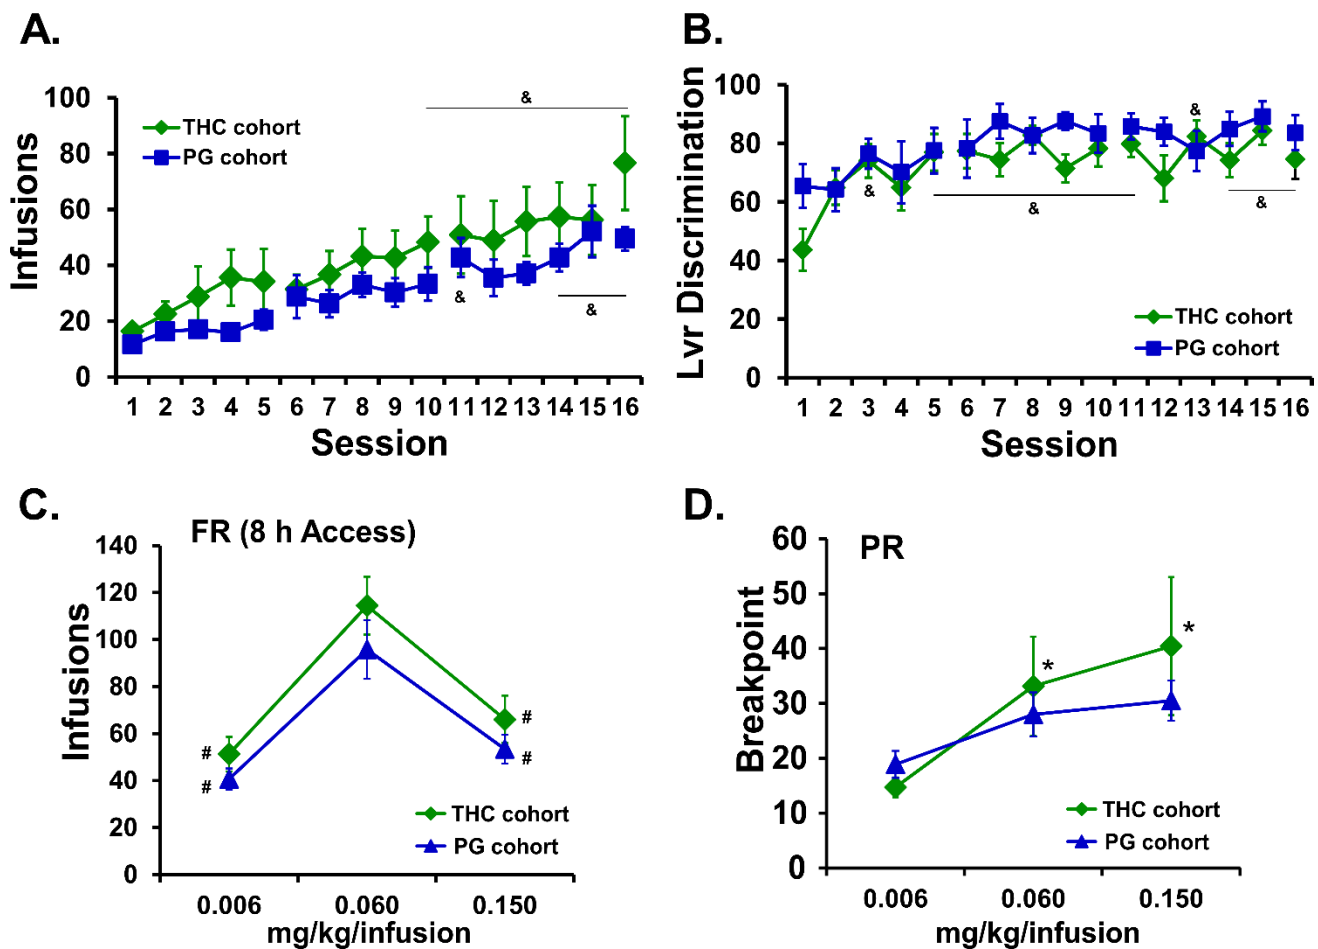 A.
Infusions
100
80
60
40
20
0
THC cohort
PG cohort
&
&
&
1 2 3 4 5 6 7 8 9 10 11 12 13 14 15 16
Session
B.
Lvr Discrimination
100
80
60
40
20
0
&
&
&
&
THC cohort
PG cohort
1 2 3 4 5 6 7 8 9 10 11 12 13 14 15 16
Session
C.
FR (8 h Access)
Infusions
140
120
100
80
60
40
20
0
#
#
#
#
THC cohort
PG cohort
0.006 0.060 0.150
mg/kg/infusion
D.
PR
Breakpoint
60
50
40
30
20
10
0
*
*
THC cohort
PG cohort
0.006 0.060 0.150
mg/kg/infusion